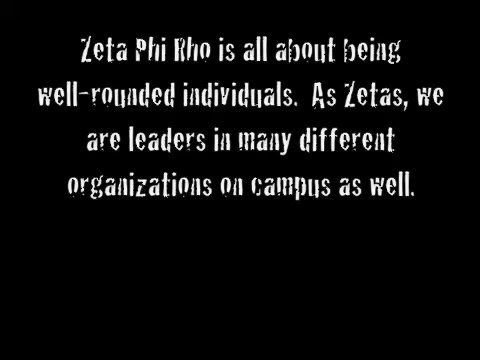 Zeta Phi Rho is all about being
well-rounded individuals. As Zetas, we
are leaders in many different
organizations on campus as well.